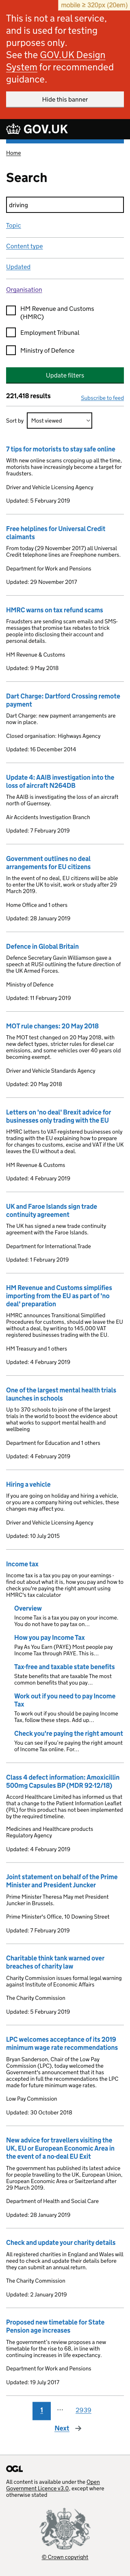 mobile ≥ 320px (20em)
This is not a real service,
and is used for testing
purposes only.
See the GOV.UK Design
System for recommended
guidance.
Hide this banner
GOV.UK
Home
Search
driving
Topic
Content type
Updated
Organisation
HM Revenue and Customs
(HMRC)
Employment Tribunal
Ministry of Defence
Update filters
221,418 results
Subscribe to feed
Sort by
Most viewed
7 tips for motorists to stay safe online
With new online scams cropping up all the time,
motorists have increasingly become a target for
fraudsters.
Driver and Vehicle Licensing Agency
Updated: 5 February 2019
Free helplines for Universal Credit
claimants
From today (29 November 2017) all Universal
Credit telephone lines are Freephone numbers.
Department for Work and Pensions
Updated: 29 November 2017
HMRC warns on tax refund scams
Fraudsters are sending scam emails and SMS-
messages that promise tax rebates to trick
people into disclosing their account and
personal details.
HM Revenue & Customs
Updated: 9 May 2018
Dart Charge: Dartford Crossing remote
payment
Dart Charge: new payment arrangements are
now in place.
Closed organisation: Highways Agency
Updated: 16 December 2014
Update 4: AAIB investigation into the
loss of aircraft N264DB
The AAIB is investigating the loss of an aircraft
north of Guernsey.
Air Accidents Investigation Branch
Updated: 7 February 2019
Government outlines no deal
arrangements for EU citizens
In the event of no deal, EU citizens will be able
to enter the UK to visit, work or study after 29
March 2019.
Home Office and 1 others
Updated: 28 January 2019
Defence in Global Britain
Defence Secretary Gavin Williamson gave a
speech at RUSI outlining the future direction of
the UK Armed Forces.
Ministry of Defence
Updated: 11 February 2019
MOT rule changes: 20 May 2018
The MOT test changed on 20 May 2018, with
new defect types, stricter rules for diesel car
emissions, and some vehicles over 40 years old
becoming exempt.
Driver and Vehicle Standards Agency
Updated: 20 May 2018
Letters on 'no deal' Brexit advice for
businesses only trading with the EU
HMRC letters to VAT-registered businesses only
trading with the EU explaining how to prepare
for changes to customs, excise and VAT if the UK
leaves the EU without a deal.
HM Revenue & Customs
Updated: 4 February 2019
UK and Faroe Islands sign trade
continuity agreement
The UK has signed a new trade continuity
agreement with the Faroe Islands.
Department for International Trade
Updated: 1 February 2019
HM Revenue and Customs simplifies
importing from the EU as part of 'no
deal' preparation
HMRC announces Transitional Simplified
Procedures for customs, should we leave the EU
without a deal, by writing to 145,000 VAT
registered businesses trading with the EU.
HM Treasury and 1 others
Updated: 4 February 2019
One of the largest mental health trials
launches in schools
Up to 370 schools to join one of the largest
trials in the world to boost the evidence about
what works to support mental health and
wellbeing
Department for Education and 1 others
Updated: 4 February 2019
Hiring a vehicle
If you are going on holiday and hiring a vehicle,
or you are a company hiring out vehicles, these
changes may affect you.
Driver and Vehicle Licensing Agency
Updated: 10 July 2015
Income tax
Income tax is a tax you pay on your earnings -
find out about what it is, how you pay and how to
check you're paying the right amount using
HMRC's tax calculator
Overview
Income Tax is a tax you pay on your income.
You do not have to pay tax on…
How you pay Income Tax
Pay As You Earn (PAYE) Most people pay
Income Tax through PAYE. This is…
Tax-free and taxable state benefits
State benefits that are taxable The most
common benefits that you pay…
Work out if you need to pay Income
Tax
To work out if you should be paying Income
Tax, follow these steps. Add up…
Check you're paying the right amount
You can see if you're paying the right amount
of Income Tax online. For…
Class 4 defect information: Amoxicillin
500mg Capsules BP (MDR 92-12/18)
Accord Healthcare Limited has informed us that
a change to the Patient Information Leaflet
(PIL) for this product has not been implemented
by the required timeline.
Medicines and Healthcare products
Regulatory Agency
Updated: 4 February 2019
Joint statement on behalf of the Prime
Minister and President Juncker
Prime Minister Theresa May met President
Juncker in Brussels.
Prime Minister's Office, 10 Downing Street
Updated: 7 February 2019
Charitable think tank warned over
breaches of charity law
Charity Commission issues formal legal warning
against Institute of Economic Affairs
The Charity Commission
Updated: 5 February 2019
LPC welcomes acceptance of its 2019
minimum wage rate recommendations
Bryan Sanderson, Chair of the Low Pay
Commission (LPC), today welcomed the
Government's announcement that it has
accepted in full the recommendations the LPC
made for future minimum wage rates.
Low Pay Commission
Updated: 30 October 2018
New advice for travellers visiting the
UK, EU or European Economic Area in
the event of a no-deal EU Exit
The government has published its latest advice
for people travelling to the UK, European Union,
European Economic Area or Switzerland after
29 March 2019.
Department of Health and Social Care
Updated: 28 January 2019
Check and update your charity details
All registered charities in England and Wales will
need to check and update their details before
they can submit an annual return.
The Charity Commission
Updated: 2 January 2019
Proposed new timetable for State
Pension age increases
The government's review proposes a new
timetable for the rise to 68, in line with
continuing increases in life expectancy.
Department for Work and Pensions
Updated: 19 July 2017
1 ⋯ 2939
Next →
OGL
All content is available under the Open
Government Licence v3.0, except where
otherwise stated
© Crown copyright